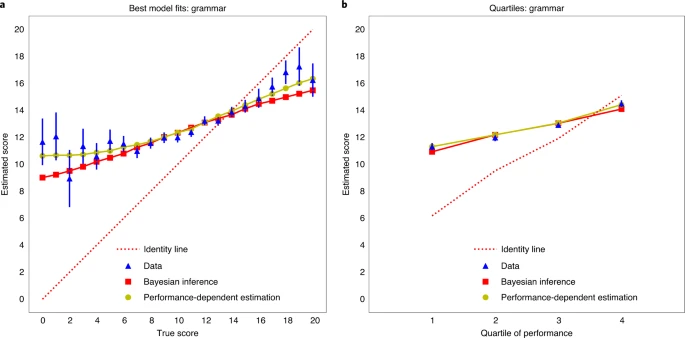 a
Best model fits: grammar
20
18
16
14
12
10
8
6
4
2
0
Estimated score
Identity line
Data
Bayesian inference
Performance-dependent estimation
0 2 4 6 8 10 12 14 16 18 20
True score
b
Quartiles: grammar
20
18
16
14
12
10
8
6
4
2
0
Estimated score
Identity line
Data
Bayesian inference
Performance-dependent estimation
1 2 3 4
Quartile of performance